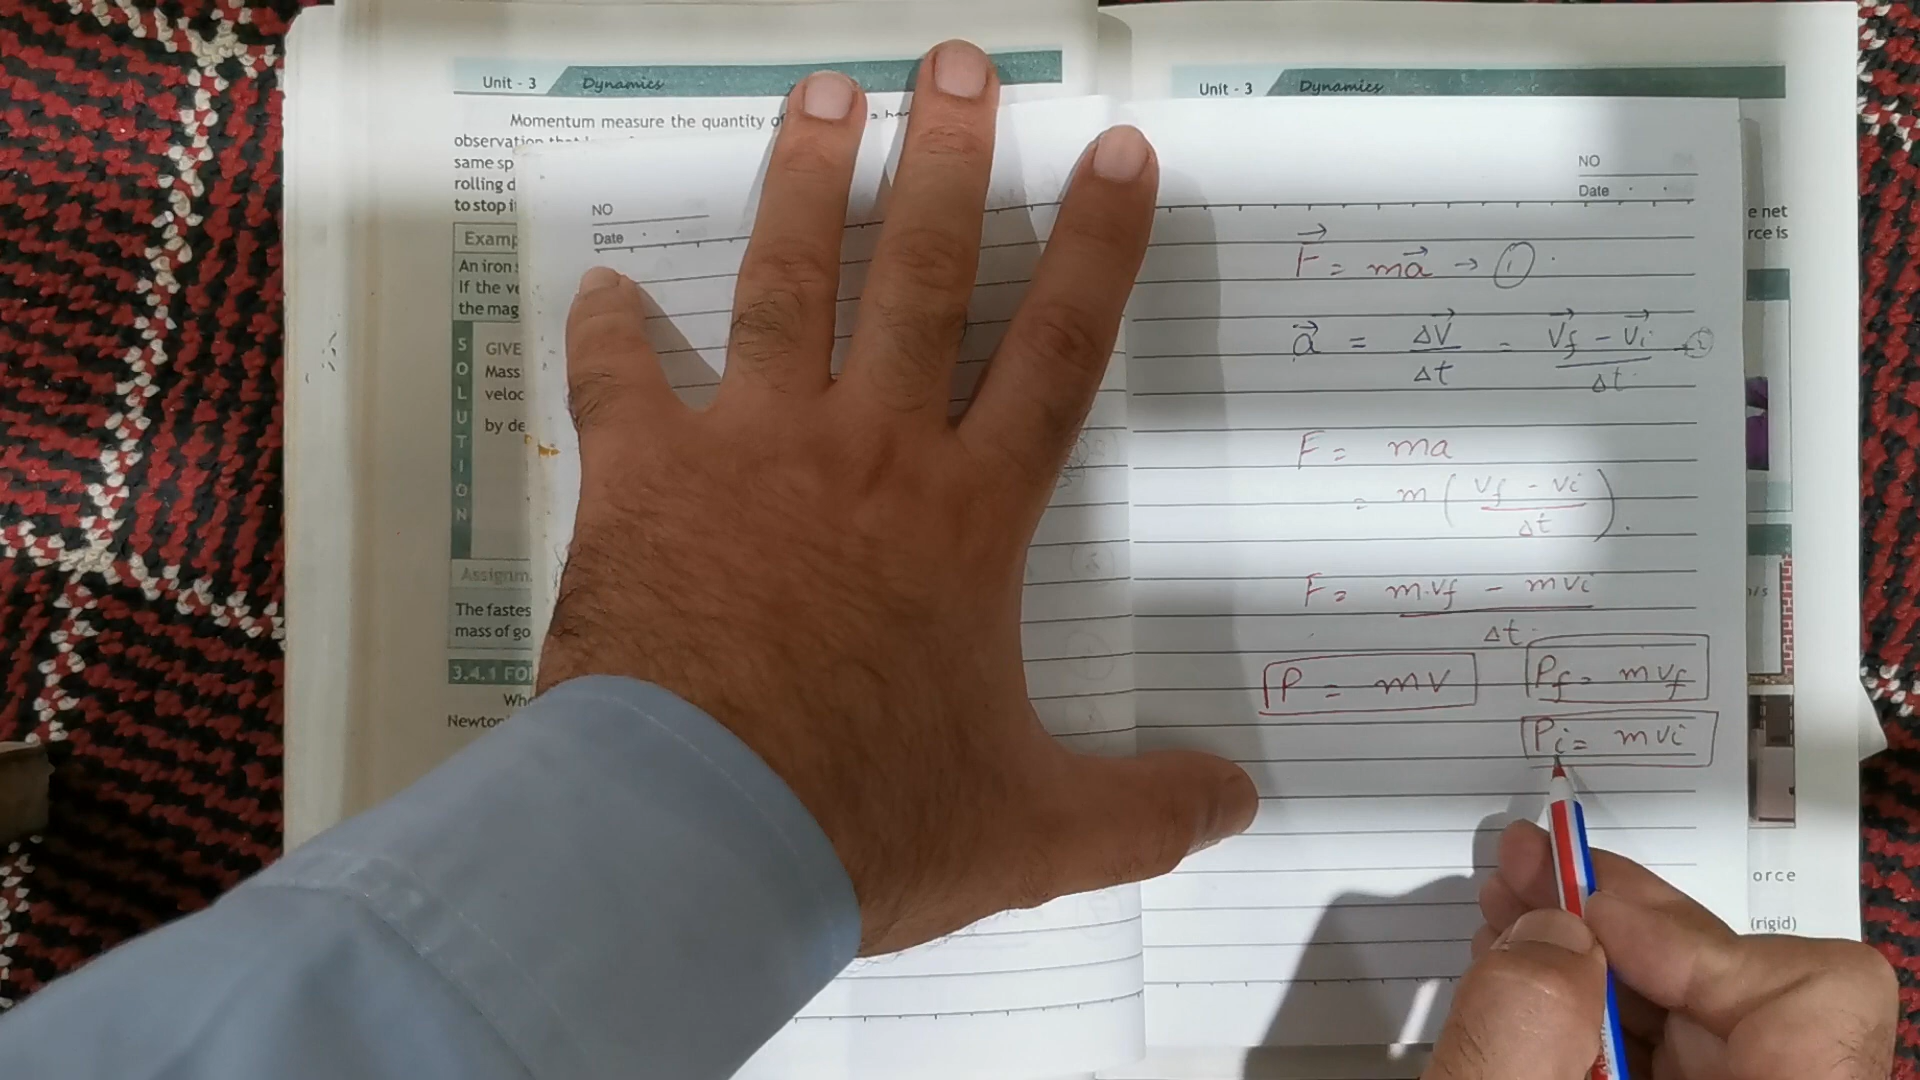 Unit - 3 Dynamics
Momentum measure the quantity
observation
same sp
rolling d
to stop i
Examp
An iron
If the ve
the mag
SOLUTION
GIVE
Mass
veloc
by de
Assignm
The fastes
mass of go
3.4.1 FO
Whe
Newton
NO
Date
Unit - 3 Dynamics
NO
Date
e net
rce is
F⃗ = ma⃗ → ①
a⃗ = ΔV⃗/Δt = V⃗f - V⃗i/Δt
F = ma
= m (Vf - Vi/Δt).
F = m.vf - mvi/Δt
P = mv
Pf = mvf
Pi = mvi
orce
(rigid)